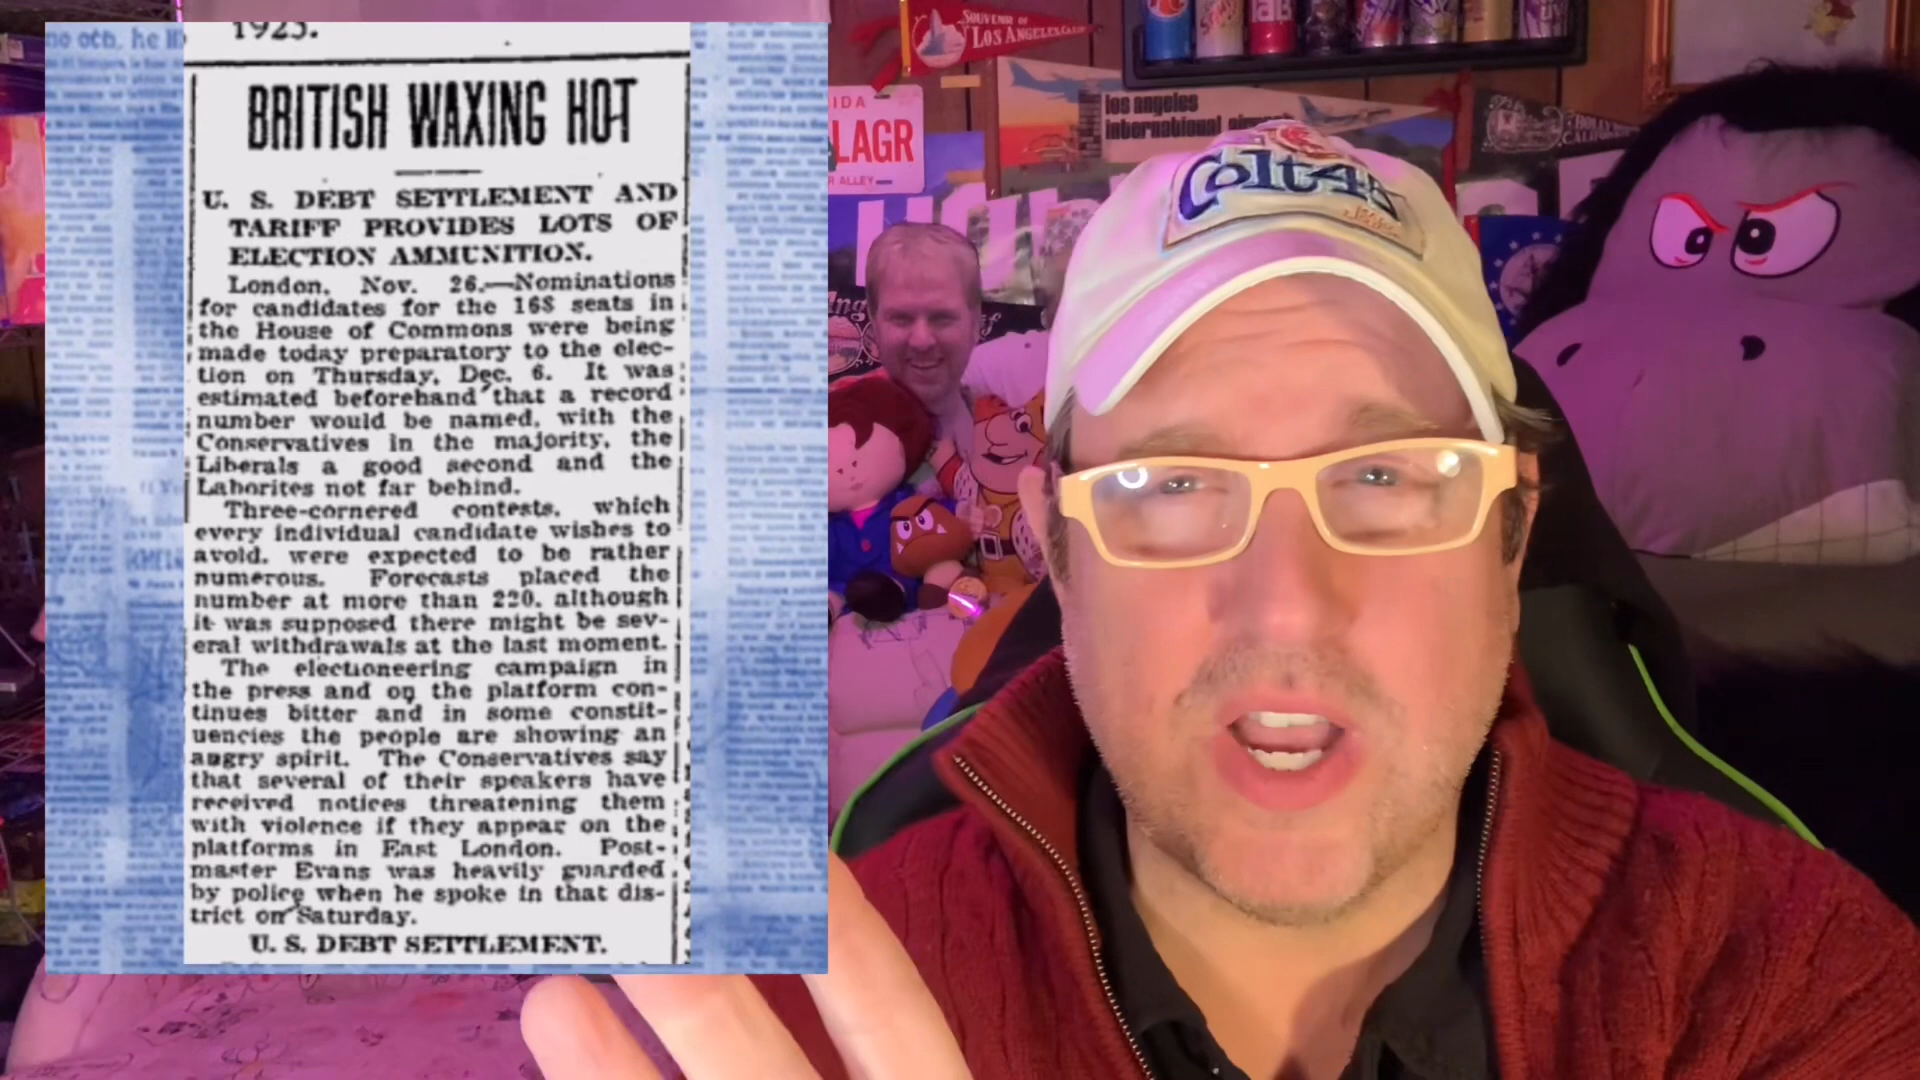 1923.
BRITISH WAXING HOT
U. S. DEBT SETTLEMENT AND
TARIFF PROVIDES LOTS OF
ELECTION AMMUNITION.
London, Nov. 26.—Nominations
for candidates for the 168 seats in
the House of Commons were being
made today preparatory to the elec-
tion on Thursday, Dec. 6. It was
estimated beforehand that a record
number would be named, with the
Conservatives in the majority, the
Liberals a good second and the
Laborites not far behind.
Three-cornered contests, which
every individual candidate wishes to
avoid, were expected to be rather
numerous. Forecasts placed the
number at more than 220, although
it was supposed there might be sev-
eral withdrawals at the last moment.
The electioneering campaign in
the press and on the platform con-
tinues bitter and in some constit-
uencies the people are showing an
angry spirit. The Conservatives say
that several of their speakers have
received notices threatening them
with violence if they appear on the
platforms in East London. Post-
master Evans was heavily guarded
by police when he spoke in that dis-
trict on Saturday.
U. S. DEBT SETTLEMENT.
SOUVENIR OF
LOS ANGELES, CALIF.
los angeles
international
IDA
LAGR
R ALLEY
Colt 45